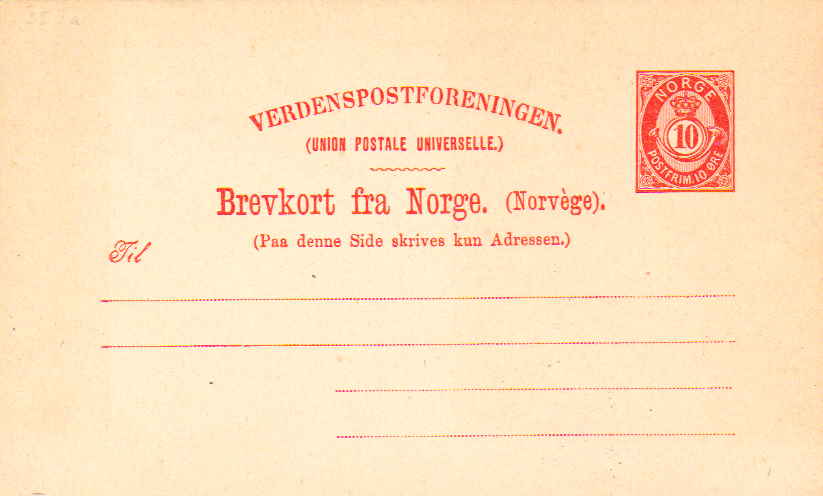 VERDENSPOSTFORENINGEN.
(UNION POSTALE UNIVERSELLE.)
Brevkort fra Norge. (Norvège).
(Paa denne Side skrives kun Adressen.)
Til
NORGE
10
POSTFRIM. 10 ØRE